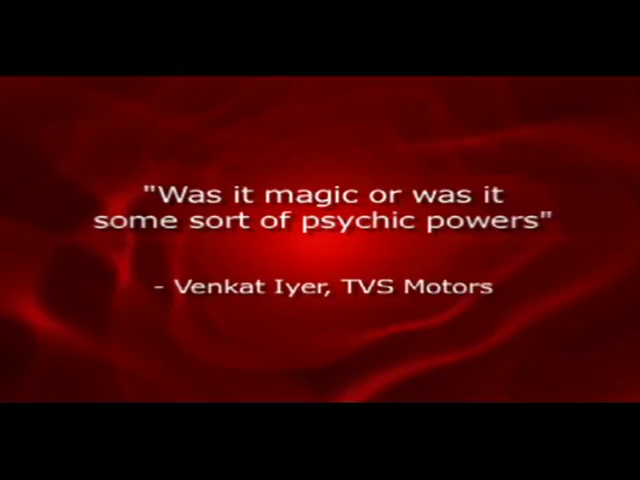 "Was it magic or was it
some sort of psychic powers"
- Venkat Iyer, TVS Motors